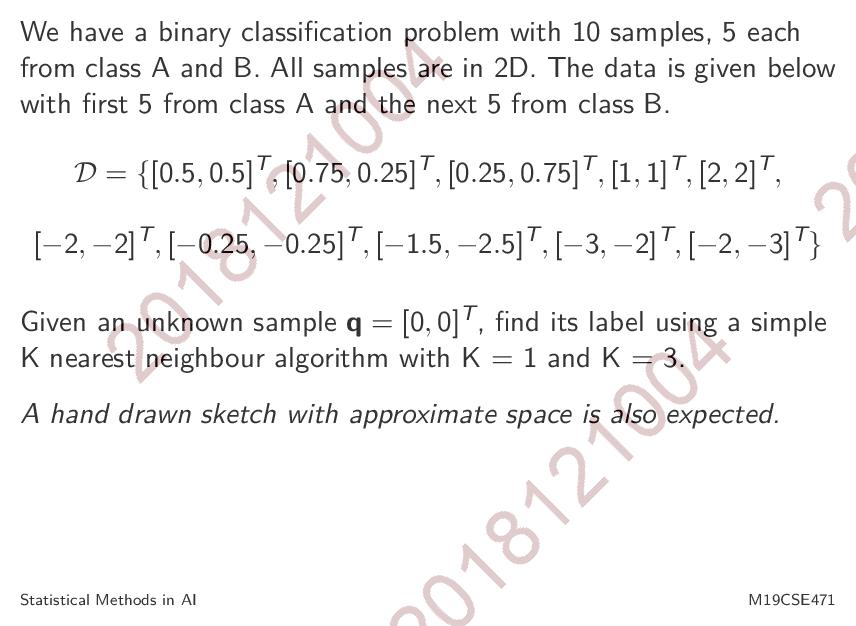 We have a binary classification problem with 10 samples, 5 each
from class A and B. All samples are in 2D. The data is given below
with first 5 from class A and the next 5 from class B.
𝒟 = {[0.5, 0.5]ᵀ, [0.75, 0.25]ᵀ, [0.25, 0.75]ᵀ, [1, 1]ᵀ, [2, 2]ᵀ,
[−2, −2]ᵀ, [−0.25, −0.25]ᵀ, [−1.5, −2.5]ᵀ, [−3, −2]ᵀ, [−2, −3]ᵀ}
Given an unknown sample q = [0, 0]ᵀ, find its label using a simple
K nearest neighbour algorithm with K = 1 and K = 3.
A hand drawn sketch with approximate space is also expected.
Statistical Methods in AI
M19CSE471
2018121004
2018121004
2